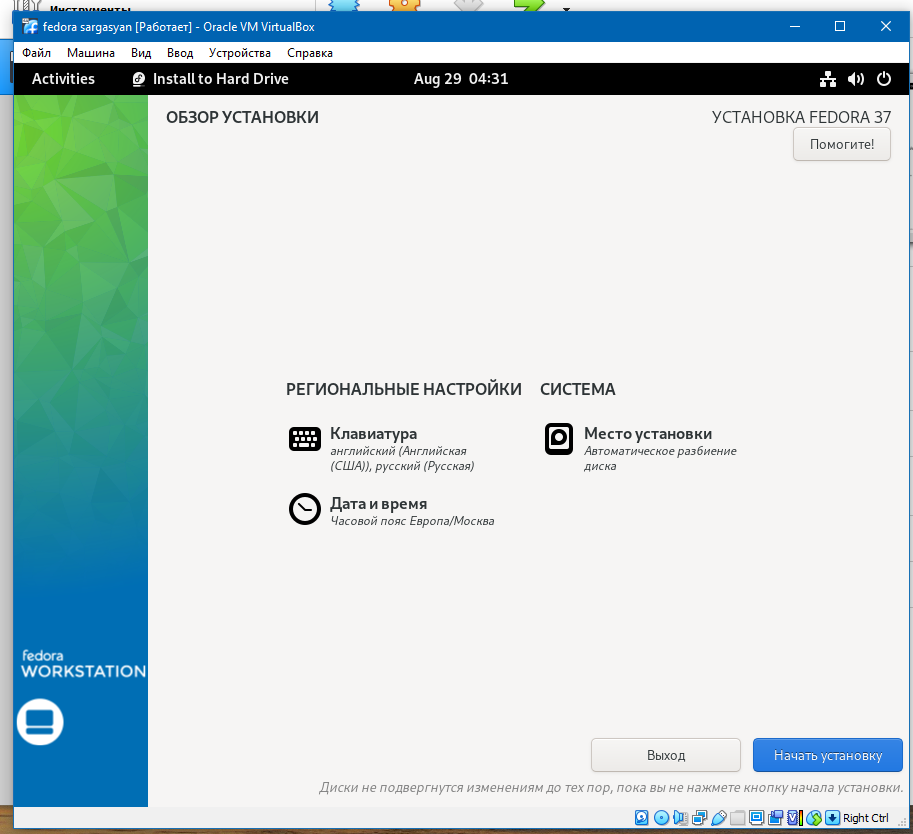 Инструменты
fedora sargasyan [Работает] - Oracle VM VirtualBox
Файл Машина Вид Ввод Устройства Справка
Activities Install to Hard Drive Aug 29 04:31
ОБЗОР УСТАНОВКИ
УСТАНОВКА FEDORA 37
Помогите!
РЕГИОНАЛЬНЫЕ НАСТРОЙКИ
Клавиатура
английский (Английская
(США)), русский (Русская)
Дата и время
Часовой пояс Европа/Москва
СИСТЕМА
Место установки
Автоматическое разбиение
диска
fedora
WORKSTATION
Выход
Начать установку
Диски не подвергнутся изменениям до тех пор, пока вы не нажмете кнопку начала установки.
Right Ctrl